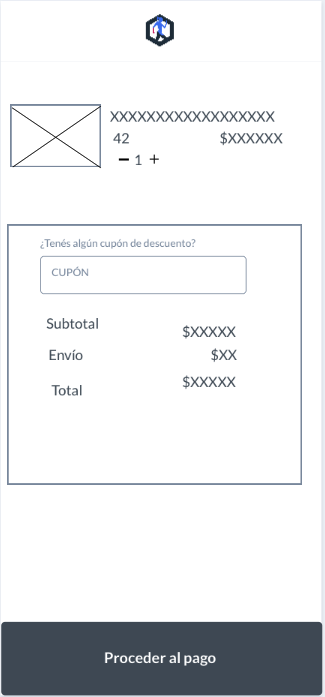 XXXXXXXXXXXXXXXXXX
42 $XXXXXX
− 1 +
¿Tenés algún cupón de descuento?
CUPÓN
Subtotal $XXXXX
Envío $XX
Total $XXXXX
Proceder al pago